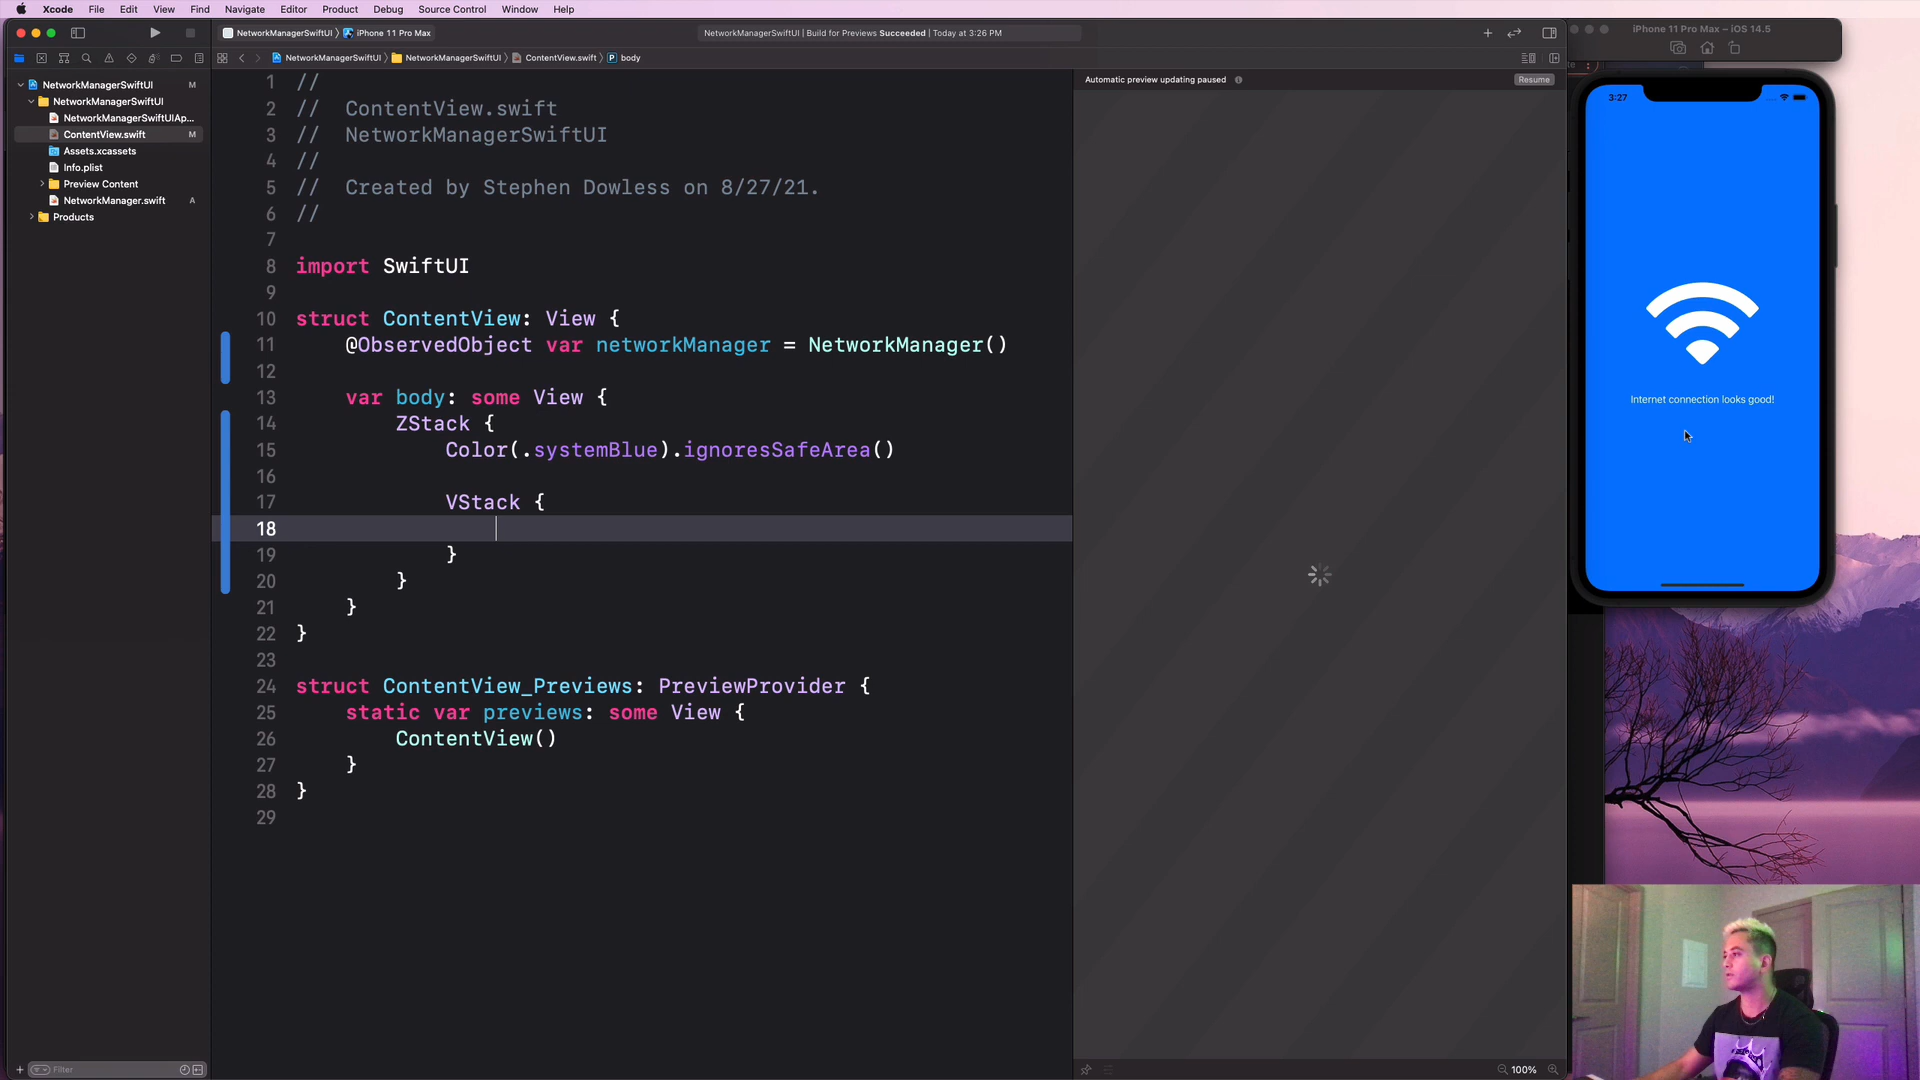 Xcode File Edit View Find Navigate Editor Product Debug Source Control Window Help
NetworkManagerSwiftUI iPhone 11 Pro Max
NetworkManagerSwiftUI | Build for Previews Succeeded | Today at 3:26 PM
NetworkManagerSwiftUI NetworkManagerSwiftUI ContentView.swift P body
NetworkManagerSwiftUI M
NetworkManagerSwiftUI
NetworkManagerSwiftUIAp...
ContentView.swift M
Assets.xcassets
Info.plist
Preview Content
NetworkManager.swift A
Products
Filter
1 //
2 // ContentView.swift
3 // NetworkManagerSwiftUI
4 //
5 // Created by Stephen Dowless on 8/27/21.
6 //
7
8 import SwiftUI
9
10 struct ContentView: View {
11 @ObservedObject var networkManager = NetworkManager()
12
13 var body: some View {
14 ZStack {
15 Color(.systemBlue).ignoresSafeArea()
16
17 VStack {
18
19 }
20 }
21 }
22 }
23
24 struct ContentView_Previews: PreviewProvider {
25 static var previews: some View {
26 ContentView()
27 }
28 }
29
Automatic preview updating paused
Resume
100%
iPhone 11 Pro Max – iOS 14.5
3:27
Internet connection looks good!